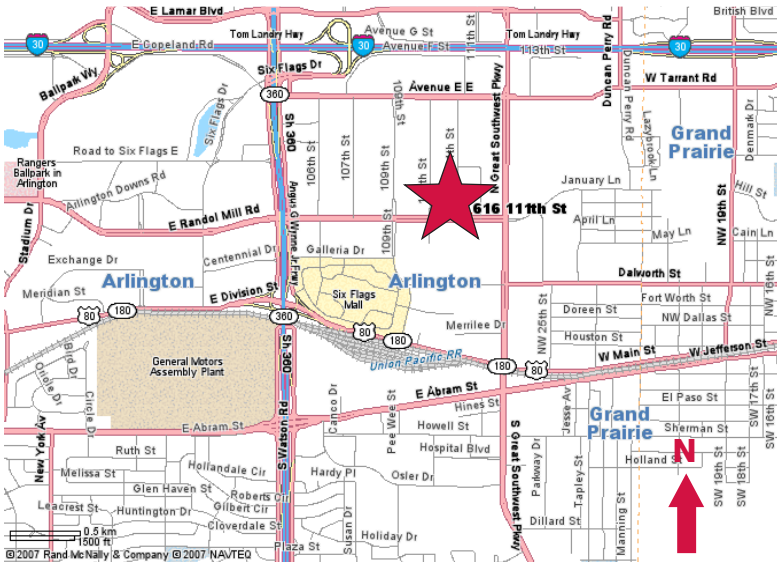 E Lamar Blvd
Avenue G St
111th St
Tom Landry Hwy
British Blvd
30
E Copeland Rd
Tom Landry Hwy
30
Avenue F St
113th St
30
Six Flags Dr
Ballpark Wy
360
Avenue E E
W Tarrant Rd
Duncan Perry Rd
Duncan Perry Rd
N Great Southwest Pkwy
Six Flags Dr
Sh 360
109th St
Lazybrook Ln
Grand
Prairie
Denmark Dr
Road to Six Flags E
106th St
107th St
109th St
Rangers
Ballpark in
Arlington
Arlington Downs Rd
January Ln
Hill St
616 111th St
E Randol Mill Rd
Angus G Wynne Jr Fwy
109th St
April Ln
May Ln
NW 19th St
Cain Ln
Stadium Dr
Exchange Dr
Centennial Dr
Galleria Dr
Arlington
Arlington
Dalworth St
NW 16th St
Meridian St
E Division St
Six Flags
Mall
Fort Worth St
80
180
360
80
180
Merrilee Dr
Doreen St
NW Dallas St
NW 25th St
Houston St
Sh 360
Union Pacific RR
180
80
W Main St
W Jefferson St
General Motors
Assembly Plant
Bird Dr
Oriole Dr
Circle Dr
E Abram St
Canco Dr
Pee Wee St
Hines St
Jesse Av
El Paso St
SW 17th St
SW 16th St
Grand
Prairie
Sherman St
E Abram St
Howell St
New York Av
S Watson Rd
S Great Southwest Pkwy
Ruth St
Hospital Blvd
Holland St
N
Melissa St
Hollandale Cir
Hardy Pl
Osler Dr
Parkway Dr
Tapley St
SW 19th St
SW 18th St
Glen Haven St
Roberts Cir
Leacrest St
Huntington Dr
Gilbert Cir
Cloverdale St
Susan Dr
Dillard St
Manning St
0.5 km
1500 ft
Plaza St
Holiday Dr
©2007 Rand McNally & Company ©2007 NAVTEQ